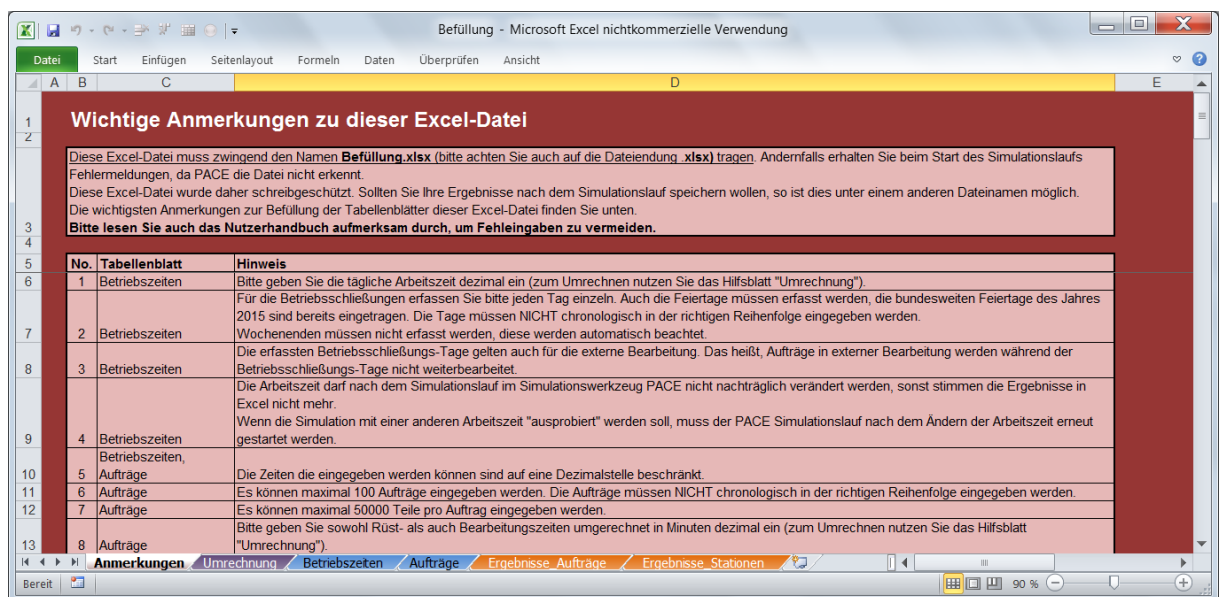 Befüllung - Microsoft Excel nichtkommerzielle Verwendung
Datei Start Einfügen Seitenlayout Formeln Daten Überprüfen Ansicht
A B C D E
1 Wichtige Anmerkungen zu dieser Excel-Datei
2
Diese Excel-Datei muss zwingend den Namen Befüllung.xlsx (bitte achten Sie auch auf die Dateiendung .xlsx) tragen. Andernfalls erhalten Sie beim Start des Simulationslaufs
Fehlermeldungen, da PACE die Datei nicht erkennt.
Diese Excel-Datei wurde daher schreibgeschützt. Sollten Sie Ihre Ergebnisse nach dem Simulationslauf speichern wollen, so ist dies unter einem anderen Dateinamen möglich.
Die wichtigsten Anmerkungen zur Befüllung der Tabellenblätter dieser Excel-Datei finden Sie unten.
3 Bitte lesen Sie auch das Nutzerhandbuch aufmerksam durch, um Fehleingaben zu vermeiden.
4
5 No. Tabellenblatt Hinweis
6 1 Betriebszeiten Bitte geben Sie die tägliche Arbeitszeit dezimal ein (zum Umrechnen nutzen Sie das Hilfsblatt "Umrechnung").
Für die Betriebsschließungen erfassen Sie bitte jeden Tag einzeln. Auch die Feiertage müssen erfasst werden, die bundesweiten Feiertage des Jahres
2015 sind bereits eingetragen. Die Tage müssen NICHT chronologisch in der richtigen Reihenfolge eingegeben werden.
7 2 Betriebszeiten Wochenenden müssen nicht erfasst werden, diese werden automatisch beachtet.
Die erfassten Betriebsschließungs-Tage gelten auch für die externe Bearbeitung. Das heißt, Aufträge in externer Bearbeitung werden während der
8 3 Betriebszeiten Betriebsschließungs-Tage nicht weiterbearbeitet.
Die Arbeitszeit darf nach dem Simulationslauf im Simulationswerkzeug PACE nicht nachträglich verändert werden, sonst stimmen die Ergebnisse in
Excel nicht mehr.
Wenn die Simulation mit einer anderen Arbeitszeit "ausprobiert" werden soll, muss der PACE Simulationslauf nach dem Ändern der Arbeitszeit erneut
9 4 Betriebszeiten gestartet werden.
Betriebszeiten,
10 5 Aufträge Die Zeiten die eingegeben werden können sind auf eine Dezimalstelle beschränkt.
11 6 Aufträge Es können maximal 100 Aufträge eingegeben werden. Die Aufträge müssen NICHT chronologisch in der richtigen Reihenfolge eingegeben werden.
12 7 Aufträge Es können maximal 50000 Teile pro Auftrag eingegeben werden.
Bitte geben Sie sowohl Rüst- als auch Bearbeitungszeiten umgerechnet in Minuten dezimal ein (zum Umrechnen nutzen Sie das Hilfsblatt
13 8 Aufträge "Umrechnung").
Anmerkungen Umrechnung Betriebszeiten Aufträge Ergebnisse_Aufträge Ergebnisse_Stationen
Bereit 90 %